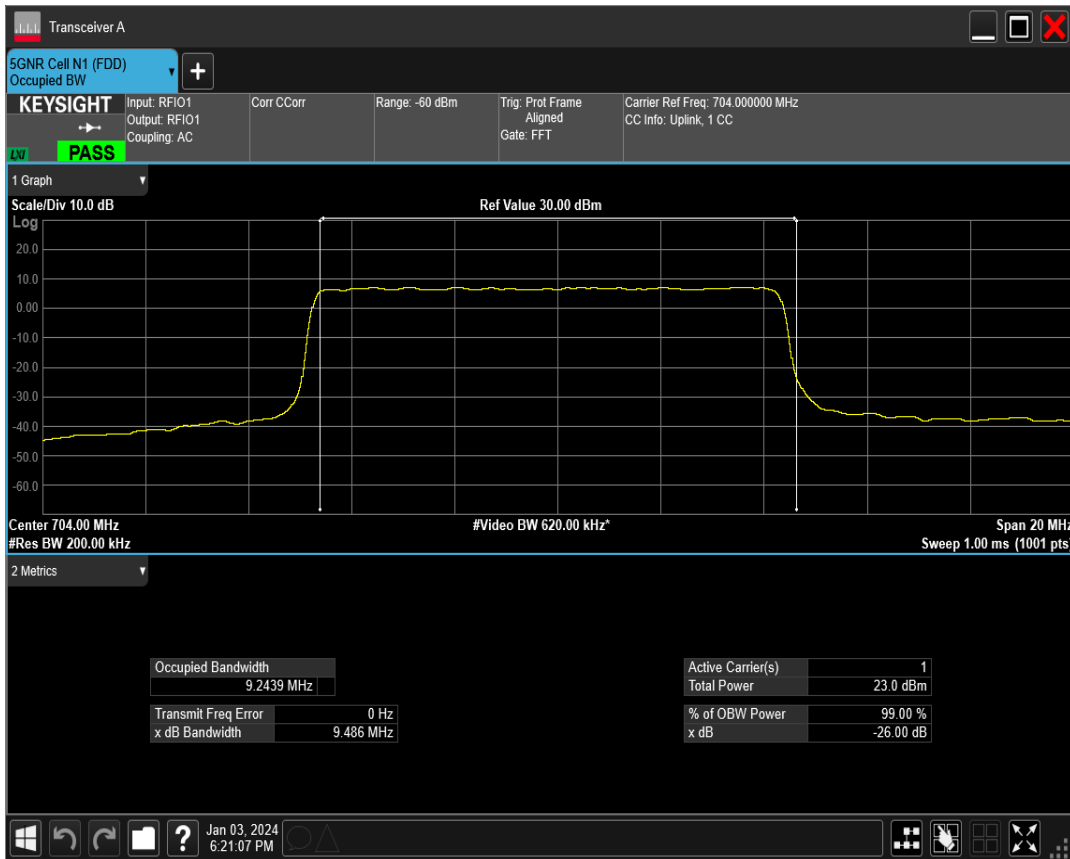 Transceiver A
5GNR Cell N1 (FDD)
Occupied BW
+
KEYSIGHT
LXI
PASS
Input: RFIO1
Output: RFIO1
Coupling: AC
Corr CCorr
Range: -60 dBm
Trig: Prot Frame
Aligned
Gate: FFT
Carrier Ref Freq: 704.000000 MHz
CC Info: Uplink, 1 CC
1 Graph
Scale/Div 10.0 dB
Ref Value 30.00 dBm
Log
20.0
10.0
0.00
-10.0
-20.0
-30.0
-40.0
-50.0
-60.0
Center 704.00 MHz
#Video BW 620.00 kHz*
Span 20 MHz
#Res BW 200.00 kHz
Sweep 1.00 ms (1001 pts)
2 Metrics
Occupied Bandwidth
9.2439 MHz
Transmit Freq Error 0 Hz
x dB Bandwidth 9.486 MHz
Active Carrier(s) 1
Total Power 23.0 dBm
% of OBW Power 99.00 %
x dB -26.00 dB
?
Jan 03, 2024
6:21:07 PM